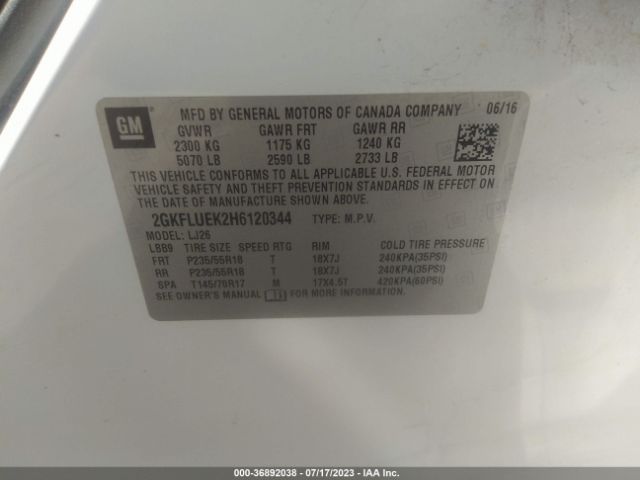 GM
MFD BY GENERAL MOTORS OF CANADA COMPANY 06/16
GVWR GAWR FRT GAWR RR
2300 KG 1175 KG 1240 KG
5070 LB 2590 LB 2733 LB
THIS VEHICLE CONFORMS TO ALL APPLICABLE U.S. FEDERAL MOTOR
VEHICLE SAFETY AND THEFT PREVENTION STANDARDS IN EFFECT ON
THE DATE OF MANUFACTURE SHOWN ABOVE.
2GKFLUEK2H6120344 TYPE: M.P.V.
MODEL: LJ26
LBB9 TIRE SIZE SPEED RTG RIM COLD TIRE PRESSURE
FRT P235/55R18 T 18X7J 240KPA(35PSI)
RR P235/55R18 T 18X7J 240KPA(35PSI)
SPA T145/70R17 M 17X4.5T 420KPA(60PSI)
SEE OWNER'S MANUAL FOR MORE INFORMATION.
000-36892038 - 07/17/2023 - IAA Inc.